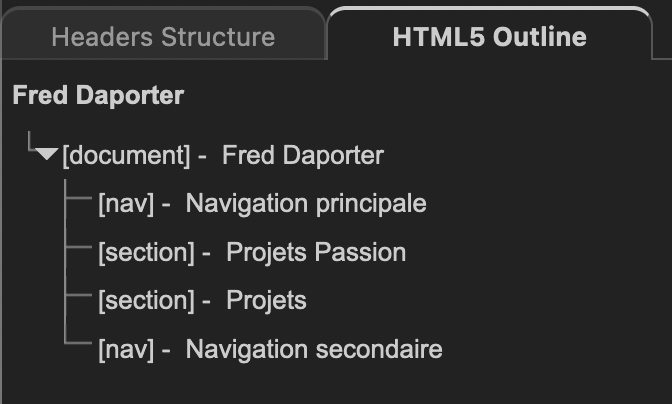 Headers Structure
HTML5 Outline
Fred Daporter
[document] - Fred Daporter
[nav] - Navigation principale
[section] - Projets Passion
[section] - Projets
[nav] - Navigation secondaire